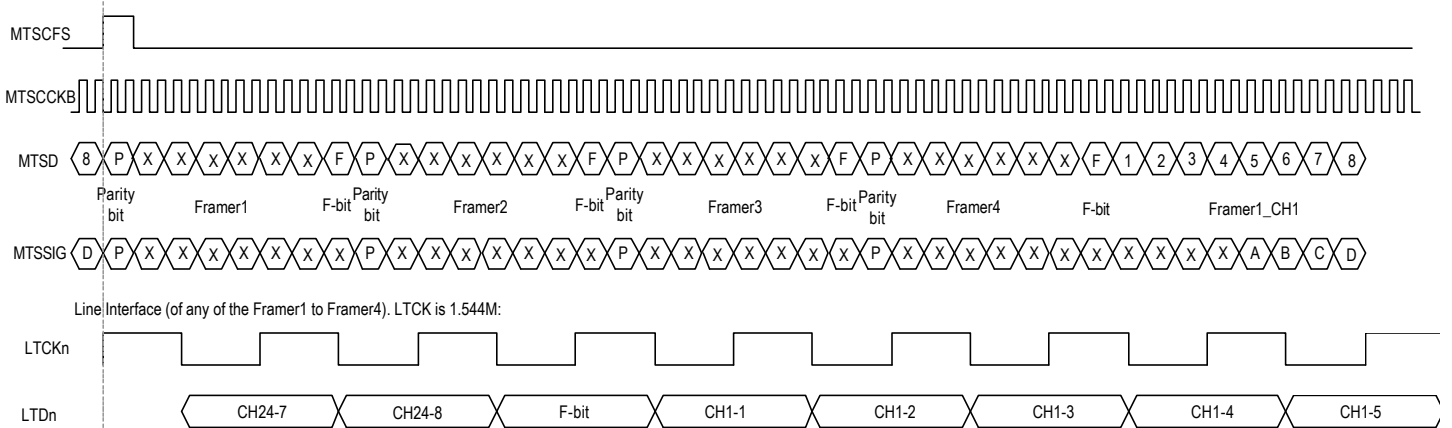 MTSCFS
MTSCCKB
MTSD 8 P X X X X X X F P X X X X X X F P X X X X X X F P X X X X X X F 1 2 3 4 5 6 7 8
Parity bit Framer1 F-bit Parity bit Framer2 F-bit Parity bit Framer3 F-bit Parity bit Framer4 F-bit Framer1_CH1
MTSSIG D P X X X X X X X P X X X X X X X P X X X X X X X P X X X X X X X X X X X A B C D
Line Interface (of any of the Framer1 to Framer4). LTCK is 1.544M:
LTCKn
LTDn CH24-7 CH24-8 F-bit CH1-1 CH1-2 CH1-3 CH1-4 CH1-5